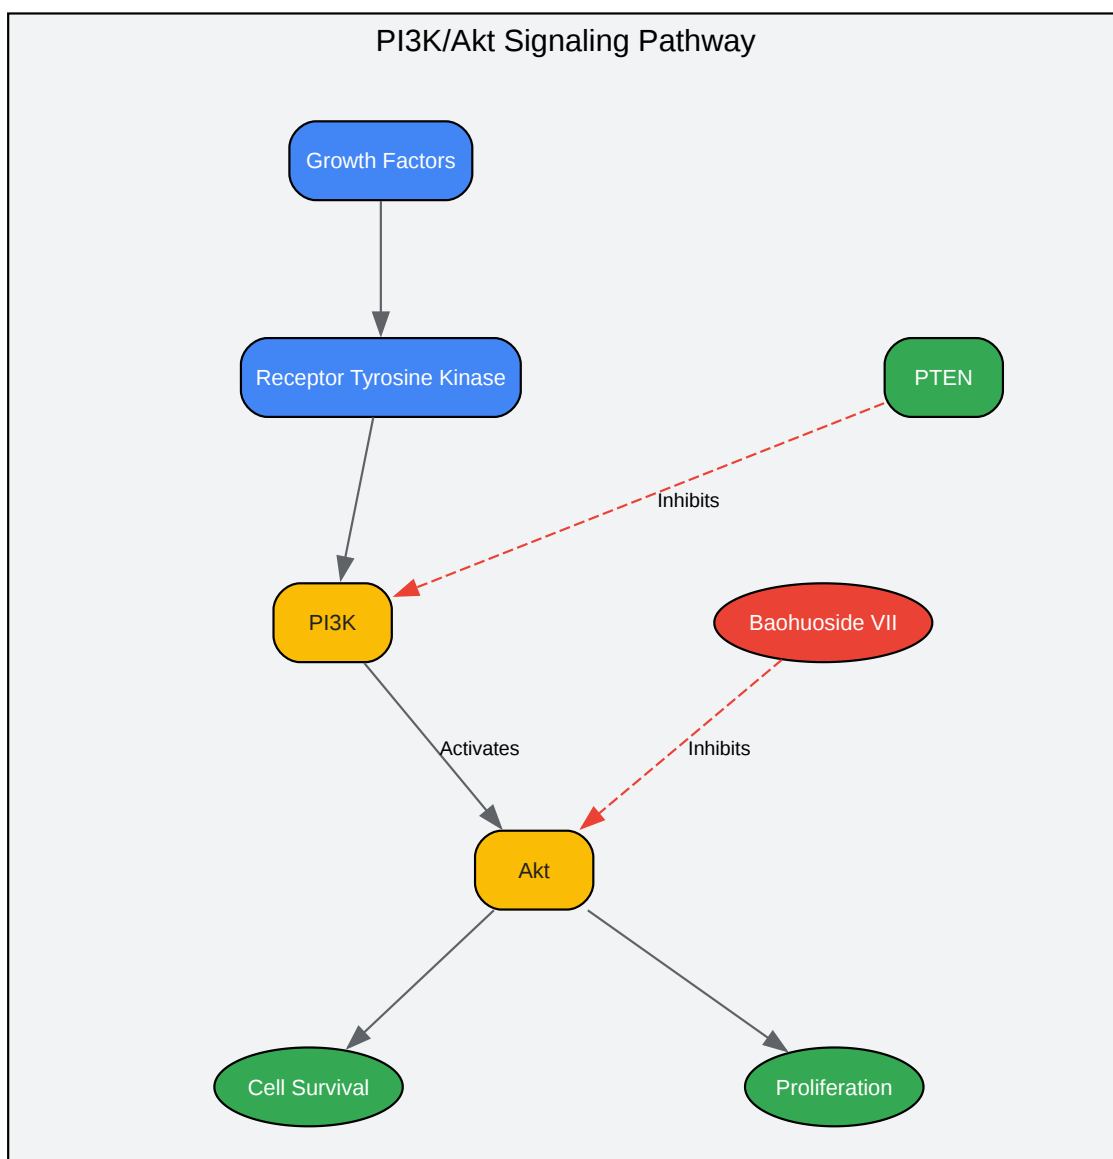 PI3K/Akt Signaling Pathway
Growth Factors
Receptor Tyrosine Kinase
PTEN
Inhibits
PI3K
Baohuoside VII
Activates
Inhibits
Akt
Cell Survival
Proliferation